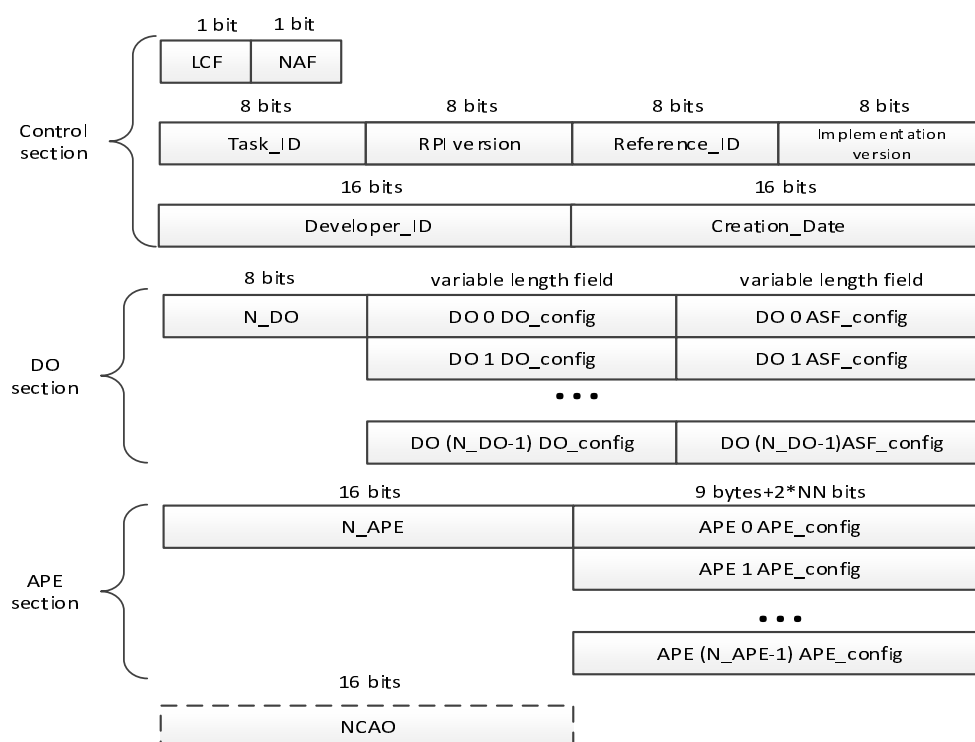 1 bit 1 bit
LCF NAF
8 bits 8 bits 8 bits 8 bits
Control
section
Task_ID RPI version Reference_ID Implementation
version
16 bits 16 bits
Developer_ID Creation_Date
8 bits variable length field variable length field
N_DO DO 0 DO_config DO 0 ASF_config
DO
section
DO 1 DO_config DO 1 ASF_config
...
DO (N_DO-1) DO_config DO (N_DO-1)ASF_config
16 bits 9 bytes+2*NN bits
N_APE APE 0 APE_config
APE
section
APE 1 APE_config
...
APE (N_APE-1) APE_config
16 bits
NCAO